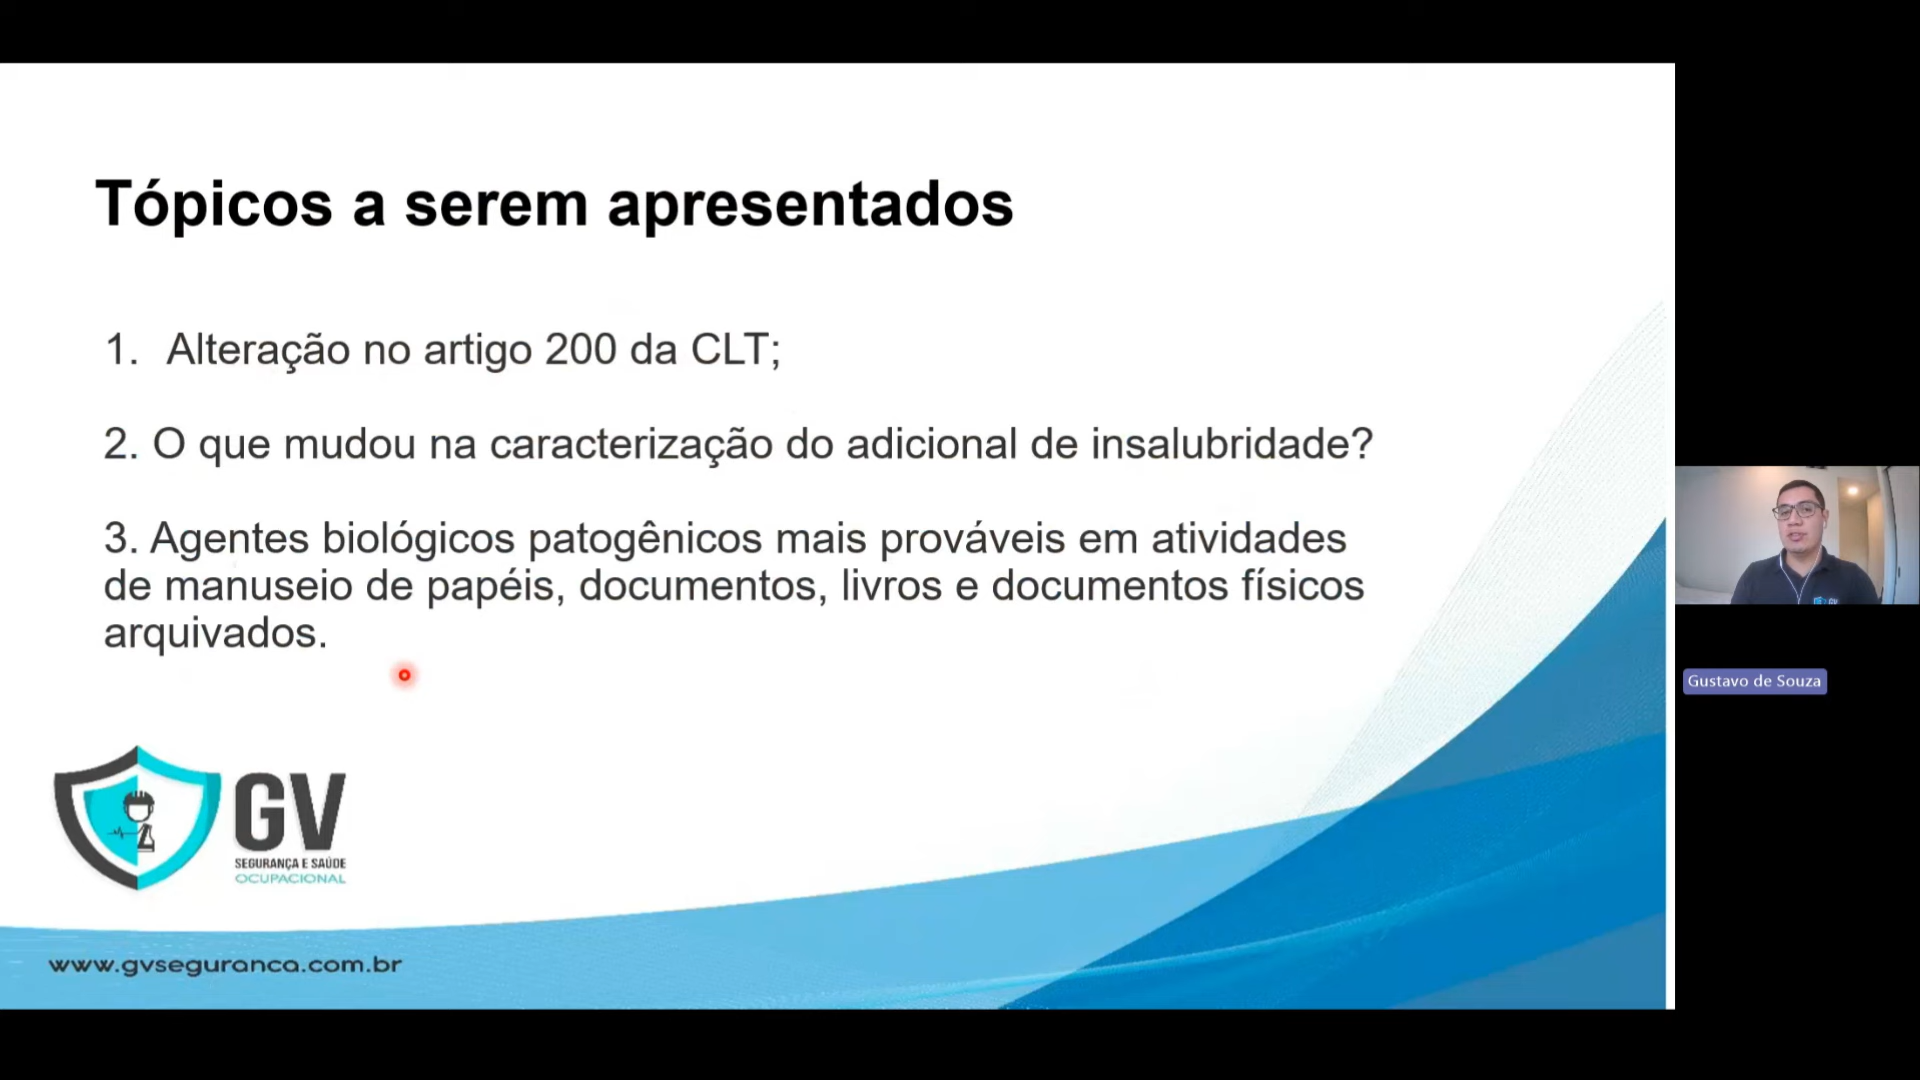 Tópicos a serem apresentados
1. Alteração no artigo 200 da CLT;
2. O que mudou na caracterização do adicional de insalubridade?
3. Agentes biológicos patogênicos mais prováveis em atividades
de manuseio de papéis, documentos, livros e documentos físicos
arquivados.
GV
SEGURANÇA E SAÚDE
OCUPACIONAL
www.gvseguranca.com.br
Gustavo de Souza